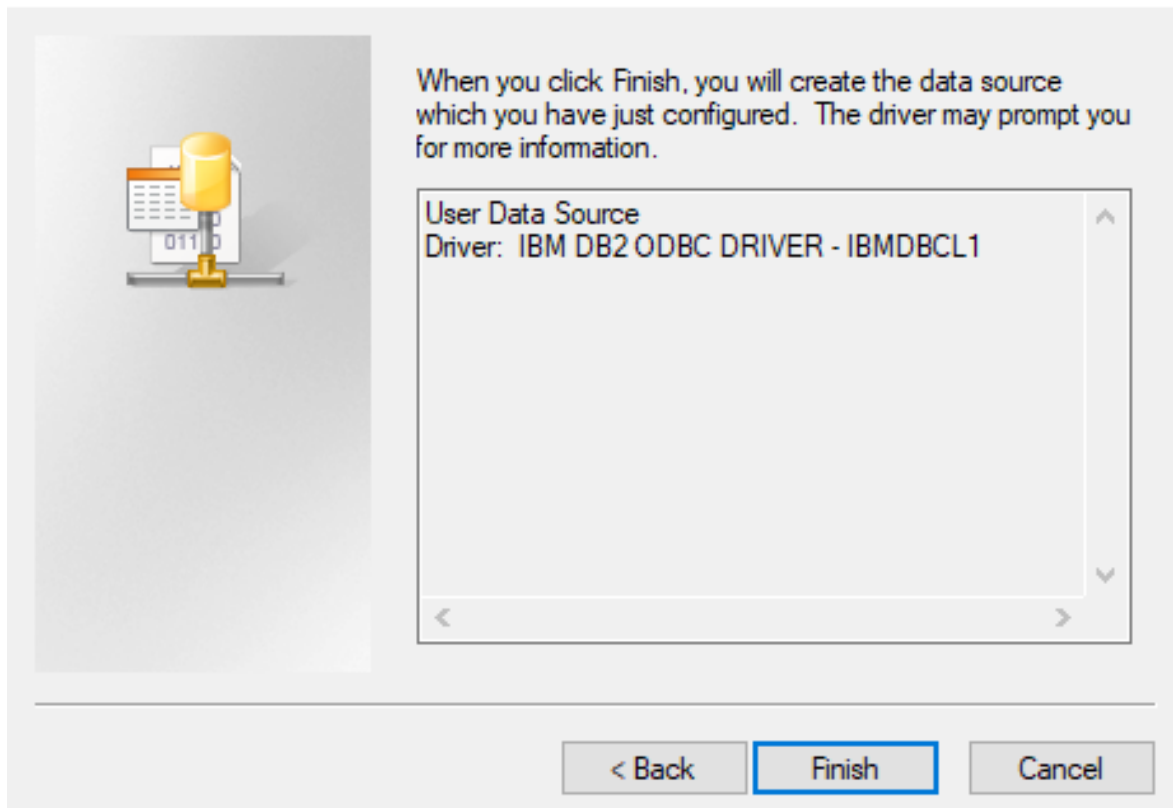 When you click Finish, you will create the data source
which you have just configured.  The driver may prompt you
for more information.
User Data Source
Driver:  IBM DB2 ODBC DRIVER - IBMDBCL1
011
< Back
Finish
Cancel